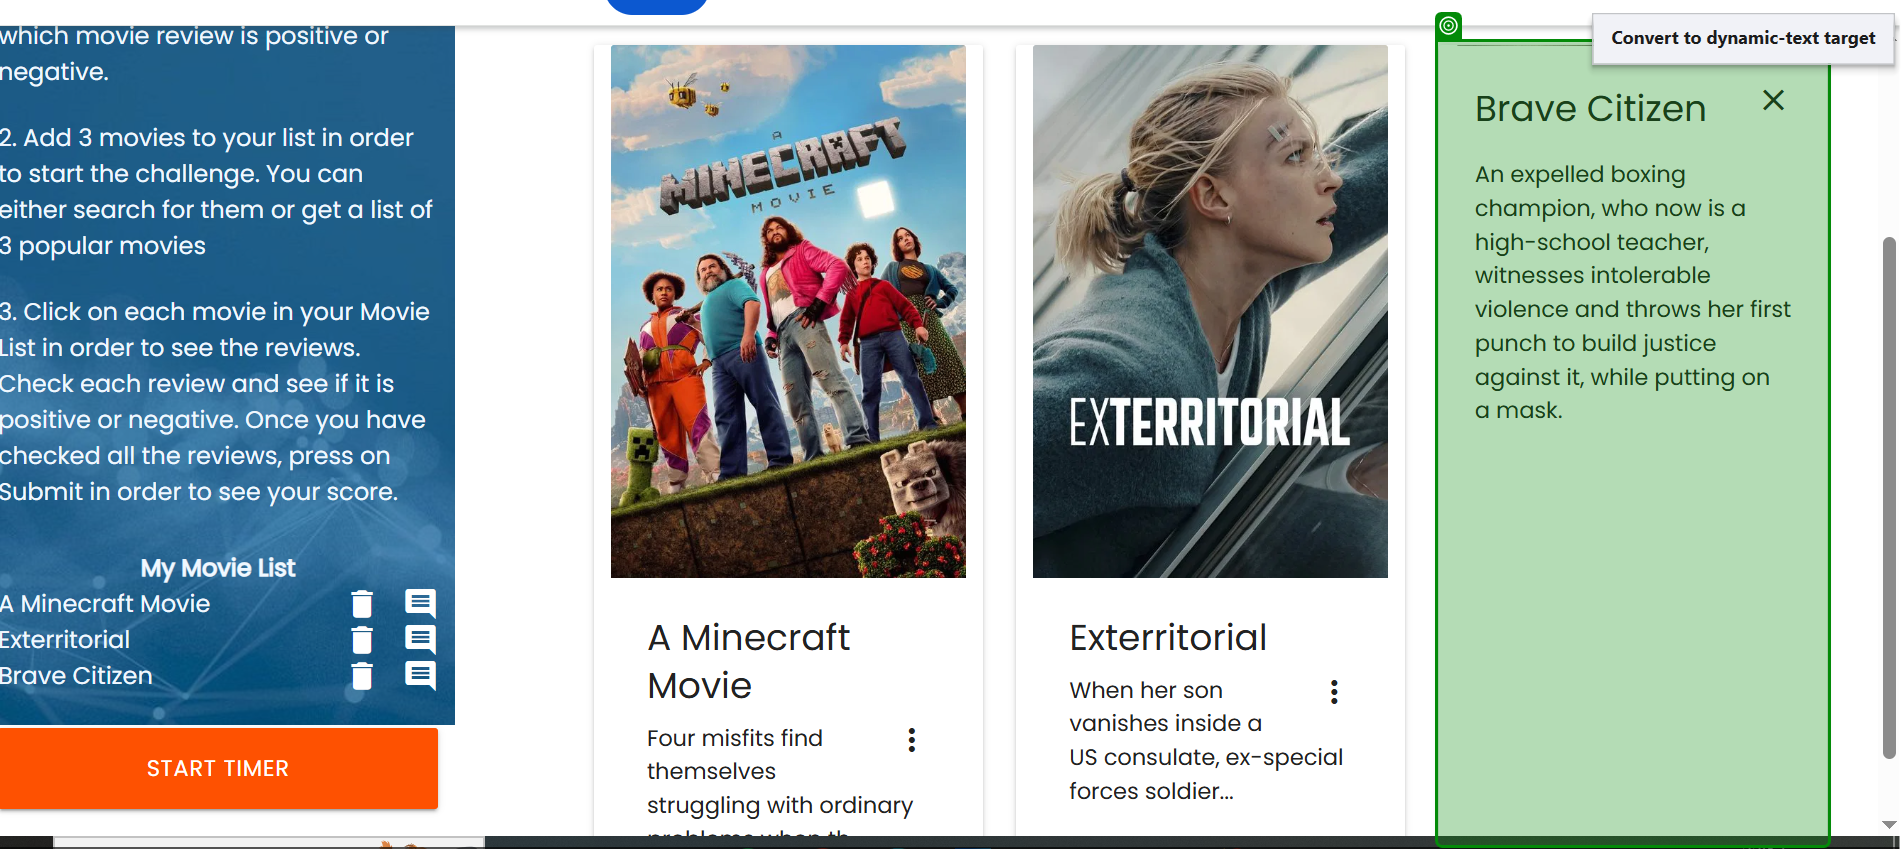 which movie review is positive or
negative.
2. Add 3 movies to your list in order
to start the challenge. You can
either search for them or get a list of
3 popular movies
3. Click on each movie in your Movie
List in order to see the reviews.
Check each review and see if it is
positive or negative. Once you have
checked all the reviews, press on
Submit in order to see your score.
My Movie List
A Minecraft Movie
Exterritorial
Brave Citizen
START TIMER
A
MINECRAFT
MOVIE
A Minecraft
Movie
Four misfits find
themselves
struggling with ordinary
problems when th
EXTERRITORIAL
Exterritorial
When her son
vanishes inside a
US consulate, ex-special
forces soldier...
Convert to dynamic-text target
Brave Citizen
An expelled boxing
champion, who now is a
high-school teacher,
witnesses intolerable
violence and throws her first
punch to build justice
against it, while putting on
a mask.